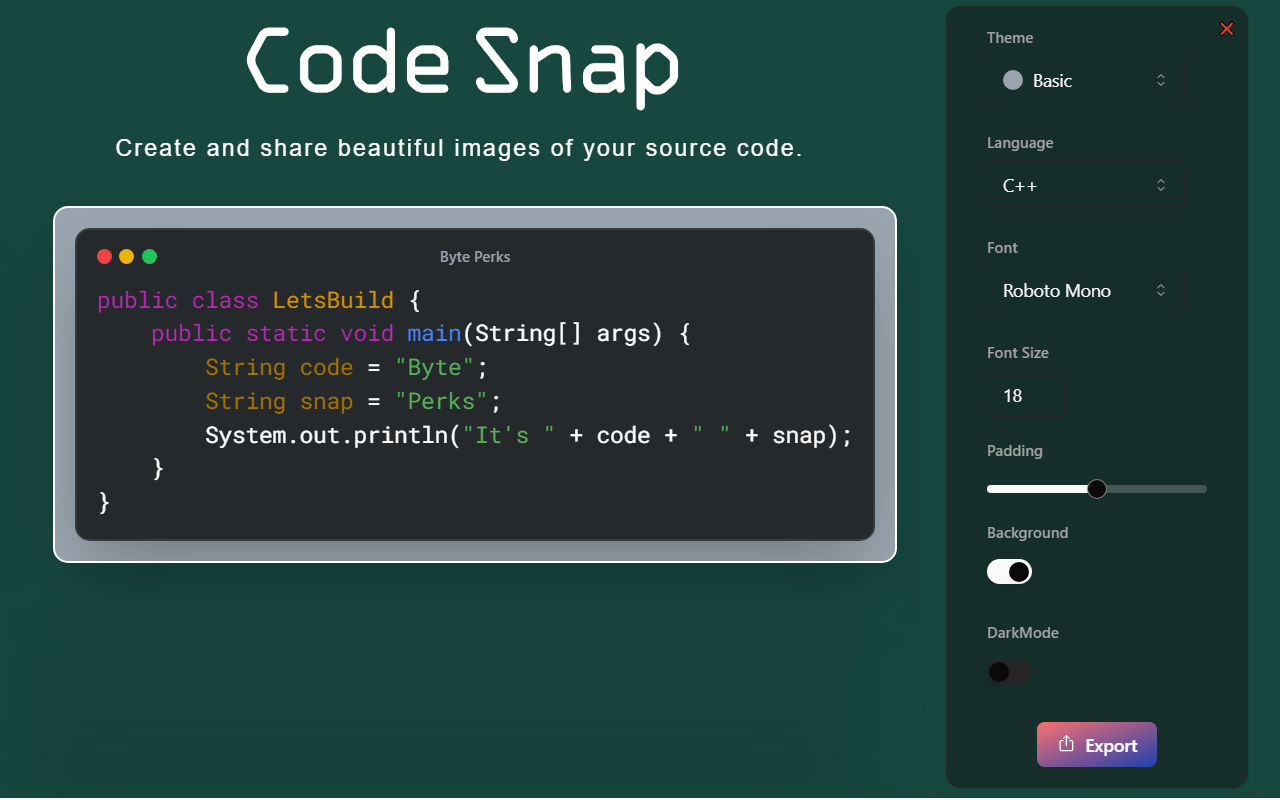 Code Snap
Create and share beautiful images of your source code.
Byte Perks
public class LetsBuild {
    public static void main(String[] args) {
        String code = "Byte";
        String snap = "Perks";
        System.out.println("It's " + code + " " + snap);
    }
}
Theme
Basic
Language
C++
Font
Roboto Mono
Font Size
18
Padding
Background
DarkMode
Export